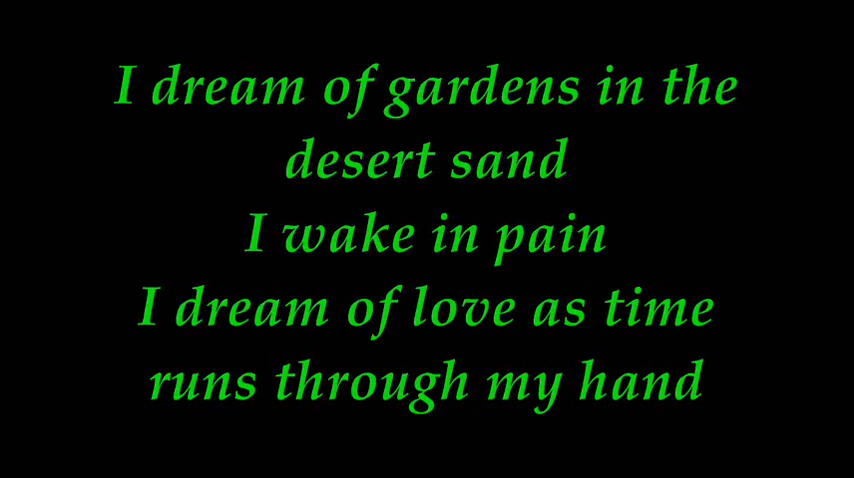 I dream of gardens in the
desert sand
I wake in pain
I dream of love as time
runs through my hand